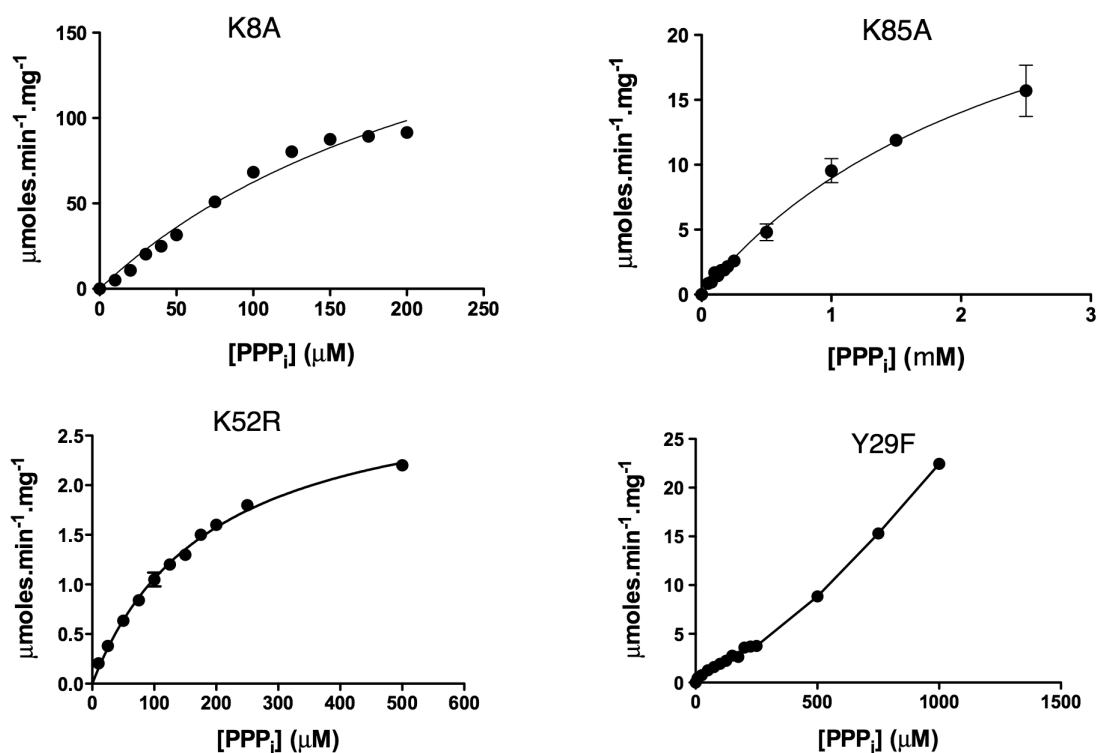 K8A
150
100
50
0
0 50 100 150 200 250
μmoles.min⁻¹.mg⁻¹
[PPPᵢ] (μM)
K85A
20
15
10
5
0
0 1 2 3
μmoles.min⁻¹.mg⁻¹
[PPPᵢ] (mM)
K52R
2.5
2.0
1.5
1.0
0.5
0.0
0 100 200 300 400 500 600
μmoles.min⁻¹.mg⁻¹
[PPPᵢ] (μM)
Y29F
25
20
15
10
5
0
0 500 1000 1500
μmoles.min⁻¹.mg⁻¹
[PPPᵢ] (μM)